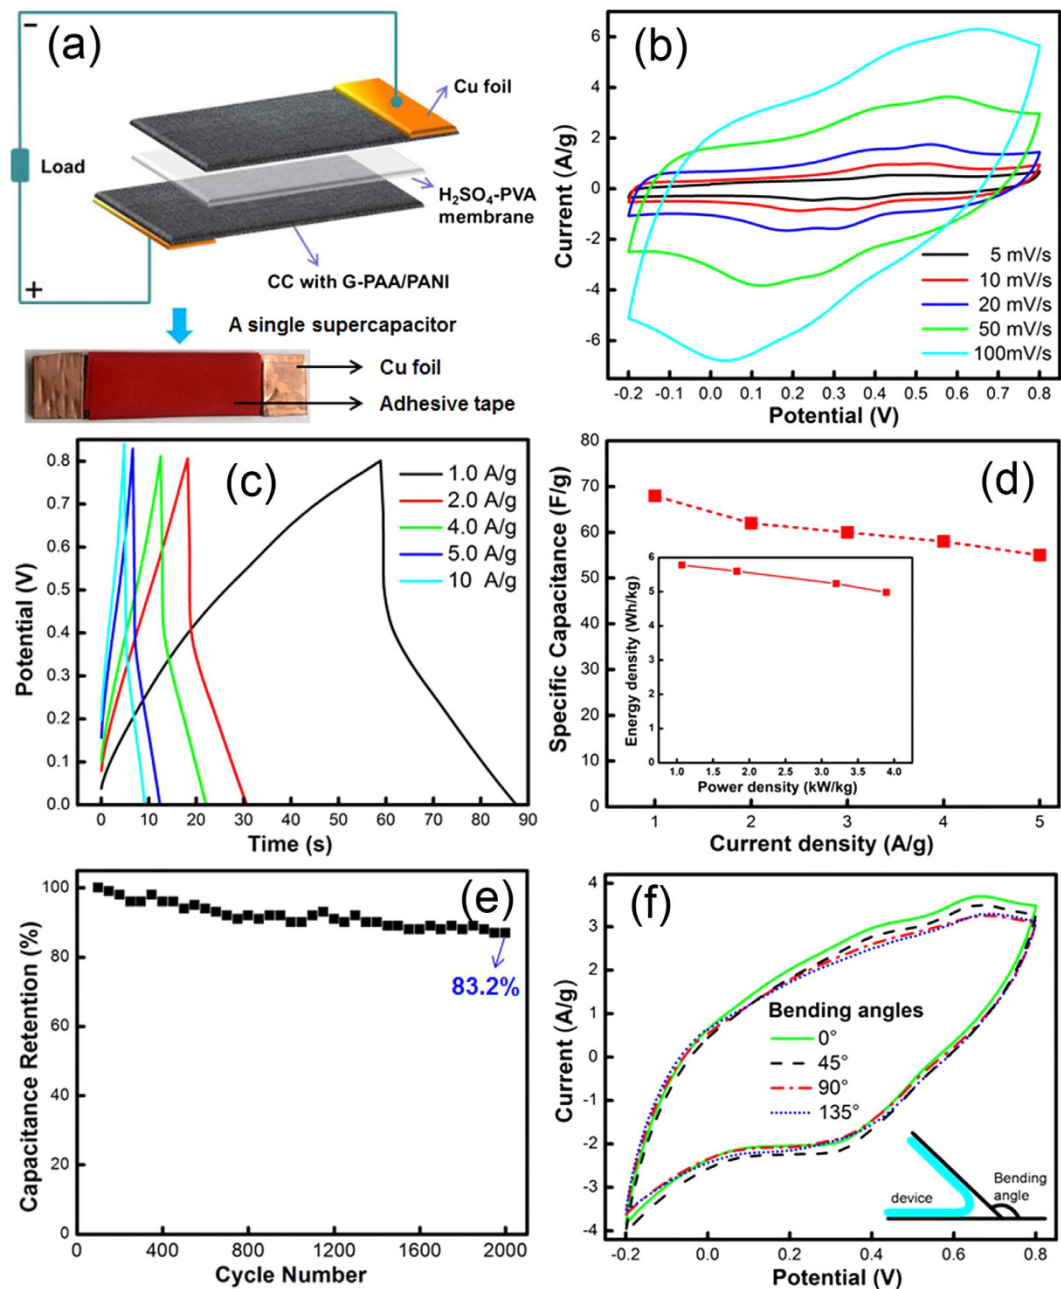 (a)
−
Cu foil
Load
H₂SO₄-PVA
membrane
+
CC with G-PAA/PANI
A single supercapacitor
Cu foil
Adhesive tape
(b)
Current (A/g)
6
4
2
0
-2
-4
-6
5 mV/s
10 mV/s
20 mV/s
50 mV/s
100mV/s
-0.2 -0.1 0.0 0.1 0.2 0.3 0.4 0.5 0.6 0.7 0.8
Potential (V)
(c)
Potential (V)
0.8
0.7
0.6
0.5
0.4
0.3
0.2
0.1
0.0
1.0 A/g
2.0 A/g
4.0 A/g
5.0 A/g
10 A/g
0 10 20 30 40 50 60 70 80 90
Time (s)
(d)
Specific Capacitance (F/g)
80
70
60
50
40
30
20
10
0
Energy density (Wh/kg)
6
5
4
3
2
1
0
1.0 1.5 2.0 2.5 3.0 3.5 4.0
Power density (kW/kg)
1 2 3 4 5
Current density (A/g)
(e)
Capacitance Retention (%)
100
80
60
40
20
0
83.2%
0 400 800 1200 1600 2000
Cycle Number
(f)
Current (A/g)
4
3
2
1
0
-1
-2
-3
-4
Bending angles
0°
45°
90°
135°
device
Bending
angle
-0.2 0.0 0.2 0.4 0.6 0.8
Potential (V)